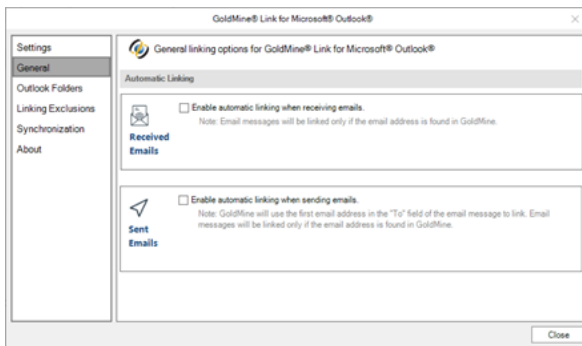 GoldMine® Link for Microsoft® Outlook®
Settings
General
Outlook Folders
Linking Exclusions
Synchronization
About
General linking options for GoldMine® Link for Microsoft® Outlook®
Automatic Linking
Enable automatic linking when receiving emails.
Note: Email messages will be linked only if the email address is found in GoldMine.
Received
Emails
Enable automatic linking when sending emails.
Note: GoldMine will use the first email address in the "To" field of the email message to link. Email
messages will be linked only if the email address is found in GoldMine.
Sent
Emails
Close